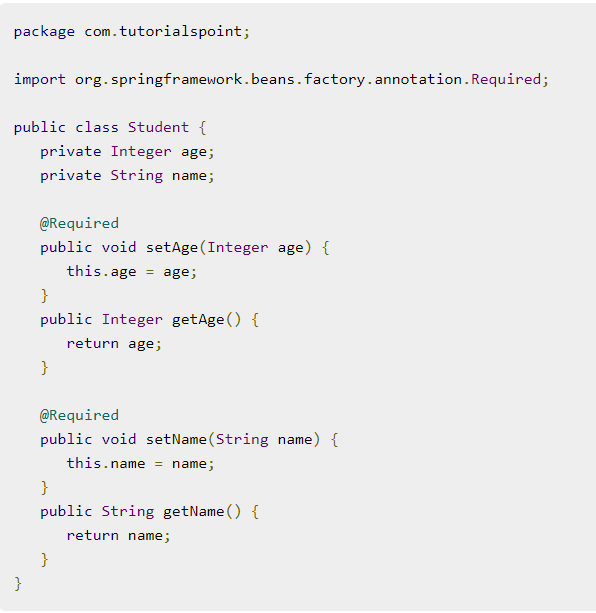 package com.tutorialspoint;
import org.springframework.beans.factory.annotation.Required;
public class Student {
private Integer age;
private String name;
@Required
public void setAge(Integer age) {
this.age = age;
}
public Integer getAge() {
return age;
}
@Required
public void setName(String name) {
this.name = name;
}
public String getName() {
return name;
}
}